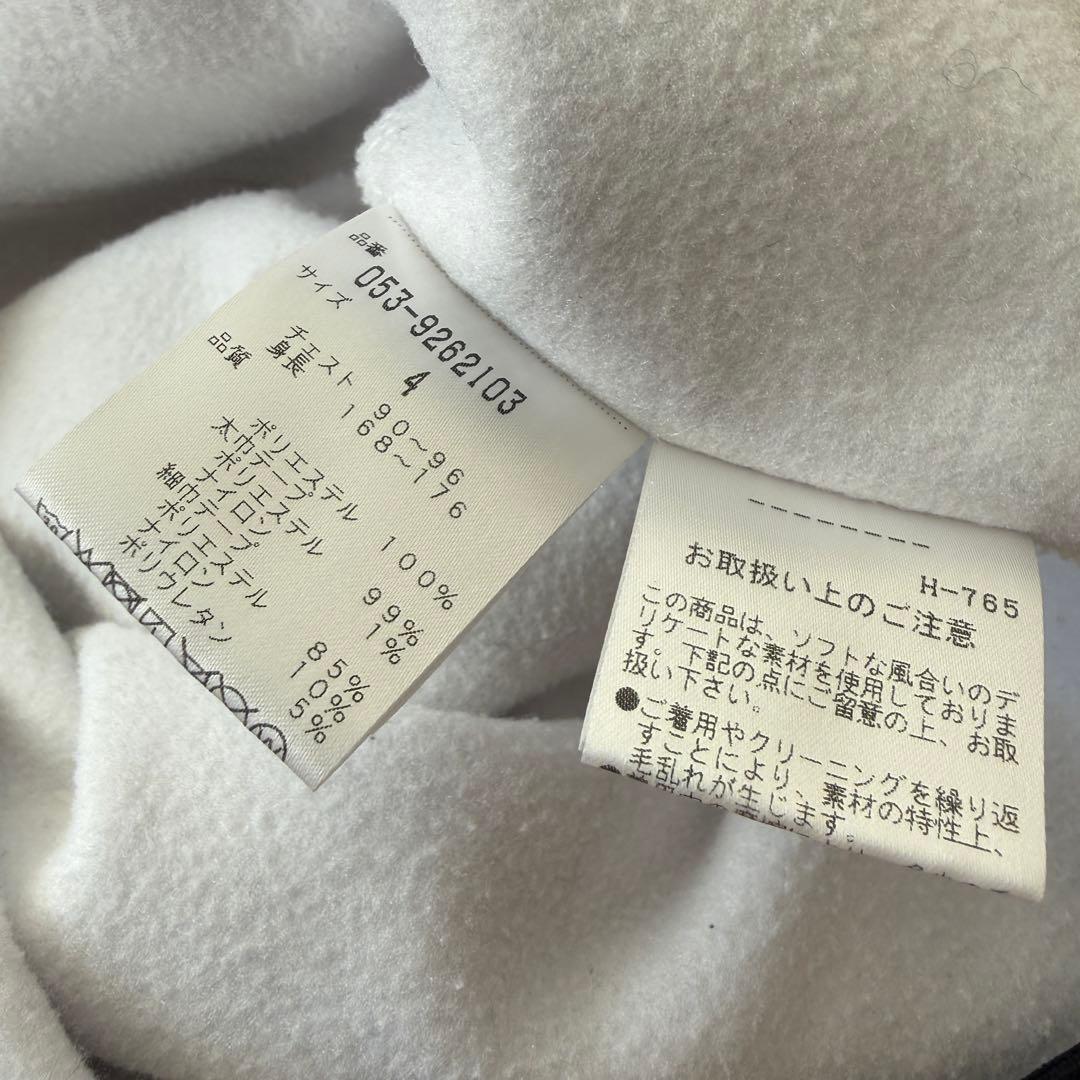 品番
053-9262103
サイズ
4
チェスト 90〜96
身長 168〜176
品質
ポリエステル 100%
太巾テープ
ポリエステル 99%
ナイロン 1%
細巾テープ
ポリエステル 85%
ナイロン 10%
ポリウレタン 5%
H-765
お取扱い上のご注意
この商品は、ソフトな風合いのデ
リケートな素材を使用しておりま
す。下記の点にご留意の上、お取
扱い下さい。
●ご着用やクリーニングを繰り返
すことにより、素材の特性上、
毛乱れが生じます。